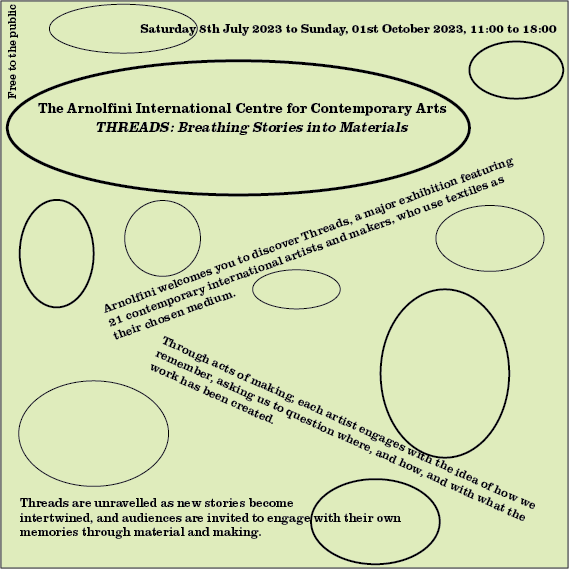 Free to the public
Saturday 8th July 2023 to Sunday, 01st October 2023, 11:00 to 18:00
The Arnolfini International Centre for Contemporary Arts
THREADS: Breathing Stories into Materials
Arnolfini welcomes you to discover Threads, a major exhibition featuring
21 contemporary international artists and makers, who use textiles as
their chosen medium.
Through acts of making, each artist engages with the idea of how we
remember, asking us to question where, and how, and with what the
work has been created.
Threads are unravelled as new stories become
intertwined, and audiences are invited to engage with their own
memories through material and making.